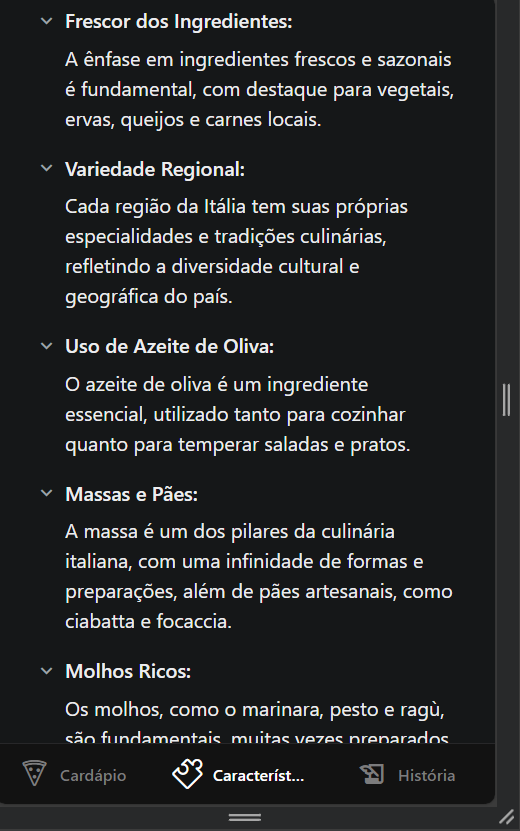 Frescor dos Ingredientes:
A ênfase em ingredientes frescos e sazonais
é fundamental, com destaque para vegetais,
ervas, queijos e carnes locais.
Variedade Regional:
Cada região da Itália tem suas próprias
especialidades e tradições culinárias,
refletindo a diversidade cultural e
geográfica do país.
Uso de Azeite de Oliva:
O azeite de oliva é um ingrediente
essencial, utilizado tanto para cozinhar
quanto para temperar saladas e pratos.
Massas e Pães:
A massa é um dos pilares da culinária
italiana, com uma infinidade de formas e
preparações, além de pães artesanais, como
ciabatta e focaccia.
Molhos Ricos:
Os molhos, como o marinara, pesto e ragù,
são fundamentais, muitas vezes preparados
Cardápio
Característ...
História